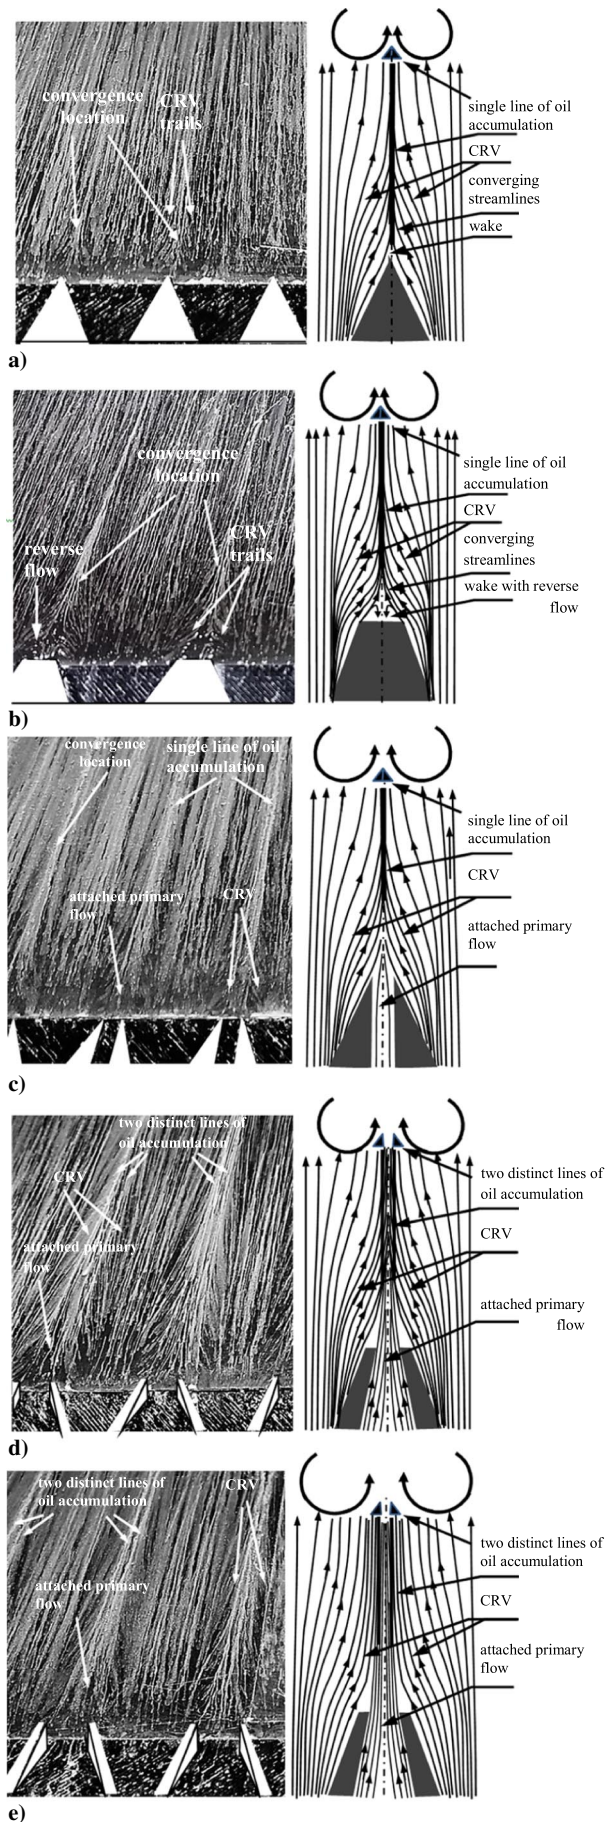 convergence
location
CRV
trails
single line of oil
accumulation
CRV
converging
streamlines
wake
a)
convergence
location
reverse
flow
CRV
trails
single line of oil
accumulation
CRV
converging
streamlines
wake with reverse
flow
b)
convergence
location
single line of oil
accumulation
attached primary
flow
CRV
single line of oil
accumulation
CRV
attached primary
flow
c)
two distinct lines of
oil accumulation
CRV
attached primary
flow
two distinct lines of
oil accumulation
CRV
attached primary
flow
d)
two distinct lines of
oil accumulation
CRV
attached primary
flow
two distinct lines of
oil accumulation
CRV
attached primary
flow
e)